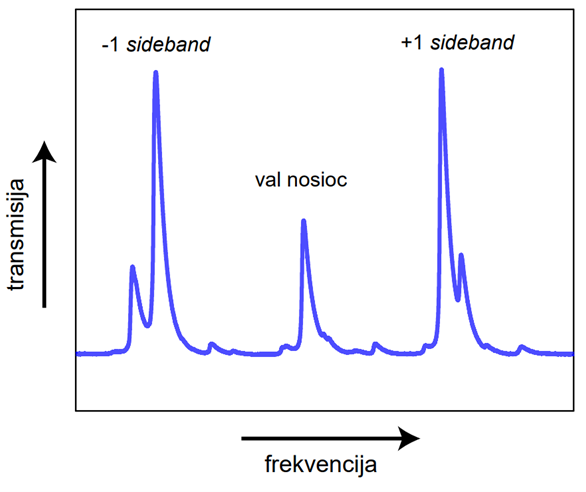 -1 sideband
+1 sideband
val nosioc
transmisija
frekvencija